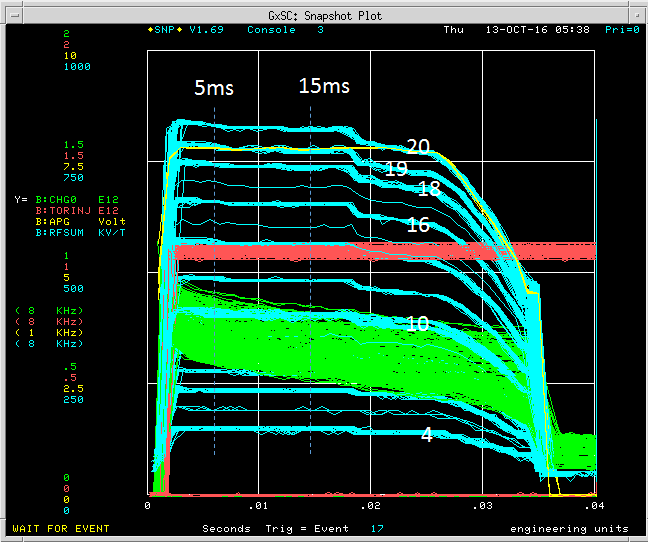 GxSC: Snapshot Plot
◆SNP◆ V1.69 Console 3 Thu 13-OCT-16 05:38 Pri=0
2
2
10
1000
5ms 15ms
1.5
1.5
7.5
750
20
19
18
Y= B:CHG0 E12
B:TORINJ E12
B:APG Volt
B:RFSUM KV/T
16
1
1
5
500
( 8 KHz)
( 8 KHz)
( 1 KHz)
( 8 KHz)
10
.5
.5
2.5
250
4
0
0
0
0
0 .01 .02 .03 .04
WAIT FOR EVENT Seconds Trig = Event 17 engineering units